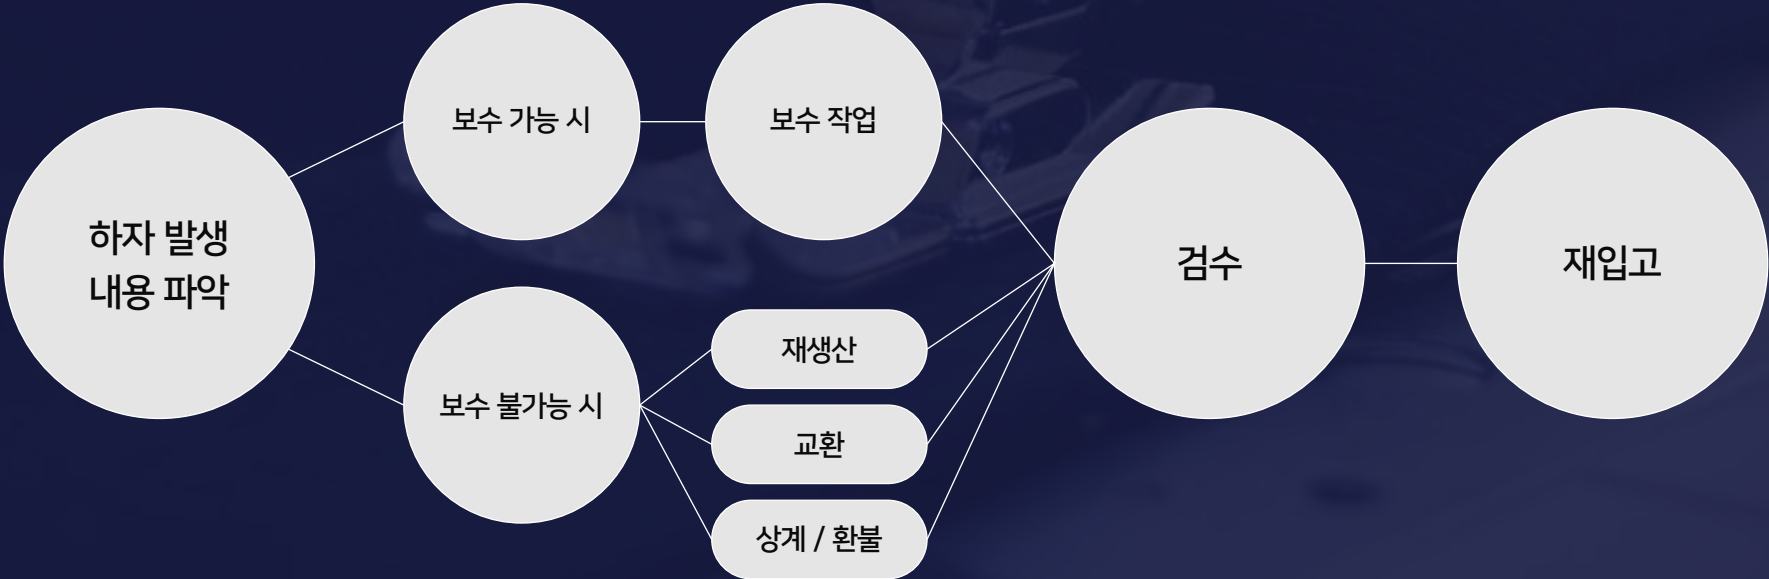 하자 발생
내용 파악
보수 가능 시
보수 작업
보수 불가능 시
재생산
교환
상계 / 환불
검수
재입고